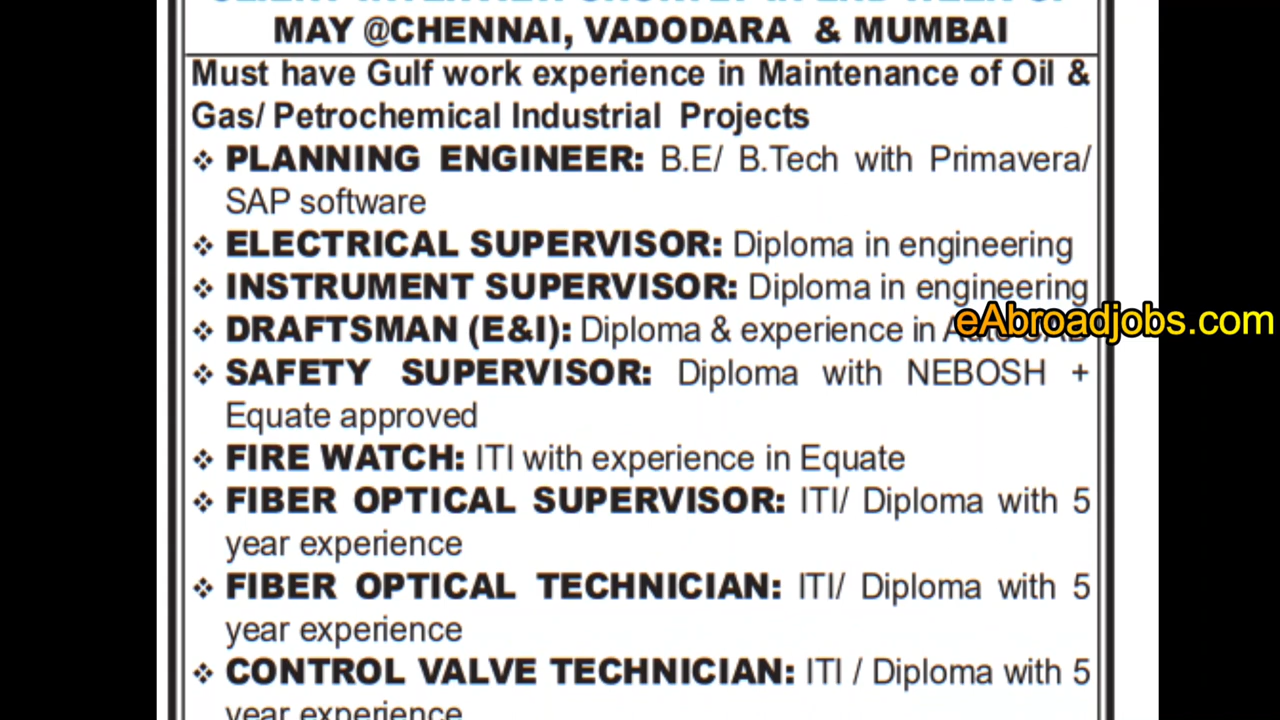 MAY @CHENNAI, VADODARA & MUMBAI
Must have Gulf work experience in Maintenance of Oil &
Gas/ Petrochemical Industrial Projects
❖ PLANNING ENGINEER: B.E/ B.Tech with Primavera/
SAP software
❖ ELECTRICAL SUPERVISOR: Diploma in engineering
❖ INSTRUMENT SUPERVISOR: Diploma in engineering
❖ DRAFTSMAN (E&I): Diploma & experience in
eAbroadjobs.com
❖ SAFETY SUPERVISOR: Diploma with NEBOSH +
Equate approved
❖ FIRE WATCH: ITI with experience in Equate
❖ FIBER OPTICAL SUPERVISOR: ITI/ Diploma with 5
year experience
❖ FIBER OPTICAL TECHNICIAN: ITI/ Diploma with 5
year experience
❖ CONTROL VALVE TECHNICIAN: ITI / Diploma with 5
year experience